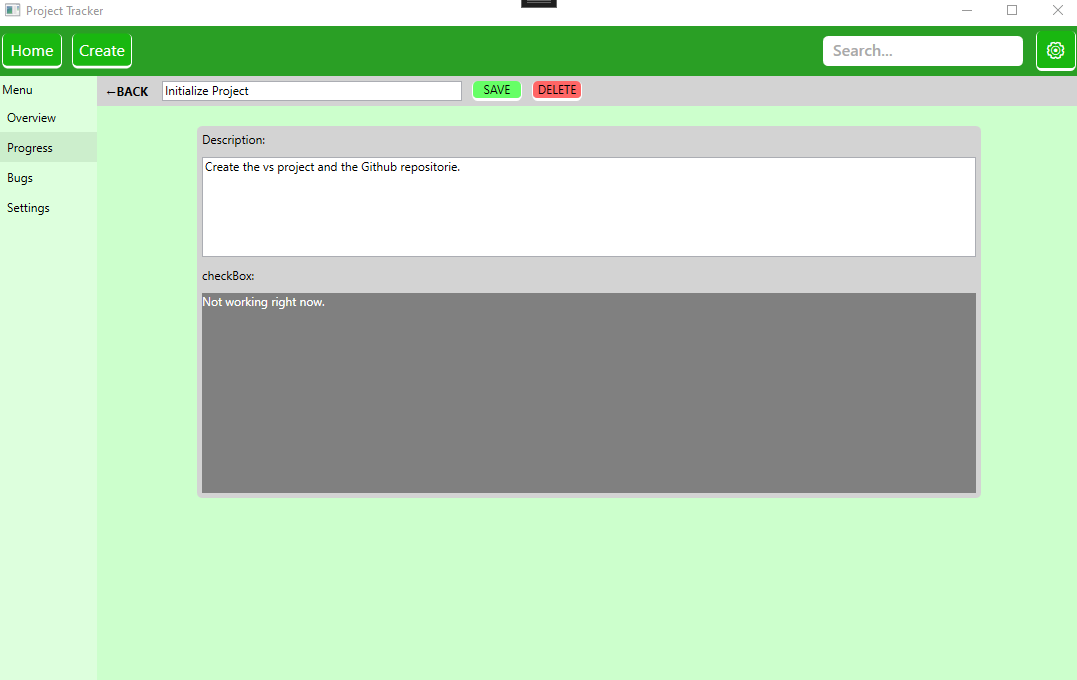 Project Tracker
Home Create Search...
Menu
←BACK Initialize Project SAVE DELETE
Overview
Progress
Bugs
Settings
Description:
Create the vs project and the Github repositorie.
checkBox:
Not working right now.